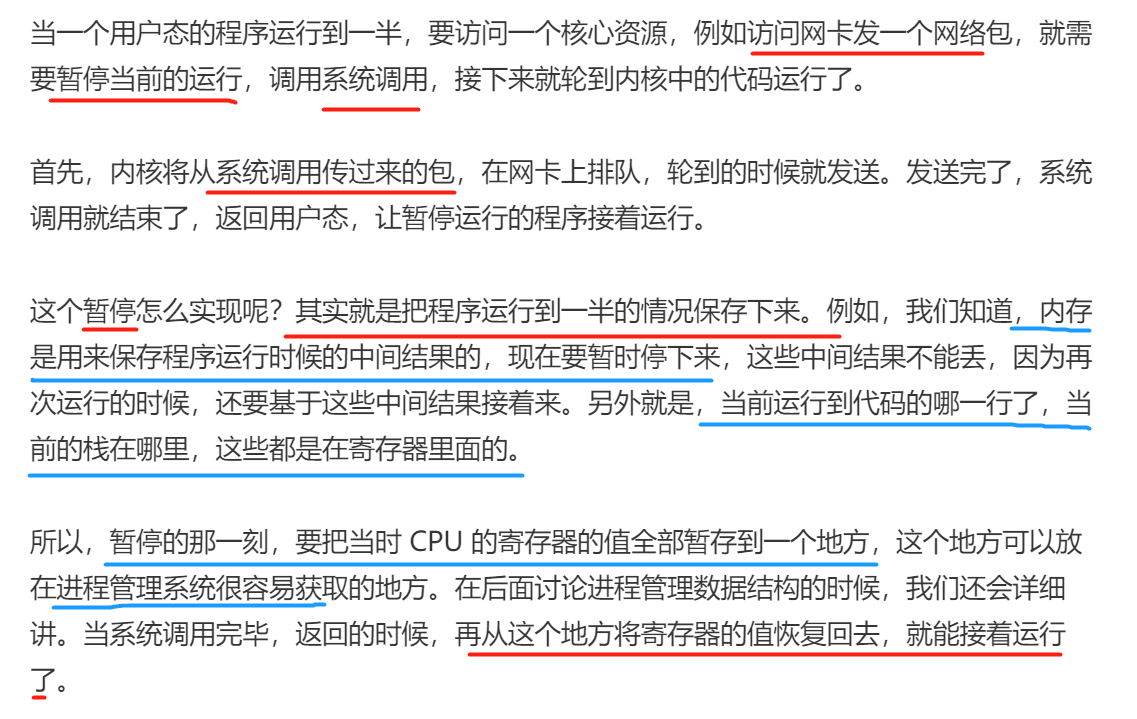 当一个用户态的程序运行到一半，要访问一个核心资源，例如访问网卡发一个网络包，就需
要暂停当前的运行，调用系统调用，接下来就轮到内核中的代码运行了。
首先，内核将从系统调用传过来的包，在网卡上排队，轮到的时候就发送。发送完了，系统
调用就结束了，返回用户态，让暂停运行的程序接着运行。
这个暂停怎么实现呢？其实就是把程序运行到一半的情况保存下来。例如，我们知道，内存
是用来保存程序运行时候的中间结果的，现在要暂时停下来，这些中间结果不能丢，因为再
次运行的时候，还要基于这些中间结果接着来。另外就是，当前运行到代码的哪一行了，当
前的栈在哪里，这些都是在寄存器里面的。
所以，暂停的那一刻，要把当时 CPU 的寄存器的值全部暂存到一个地方，这个地方可以放
在进程管理系统很容易获取的地方。在后面讨论进程管理数据结构的时候，我们还会详细
讲。当系统调用完毕，返回的时候，再从这个地方将寄存器的值恢复回去，就能接着运行
了。